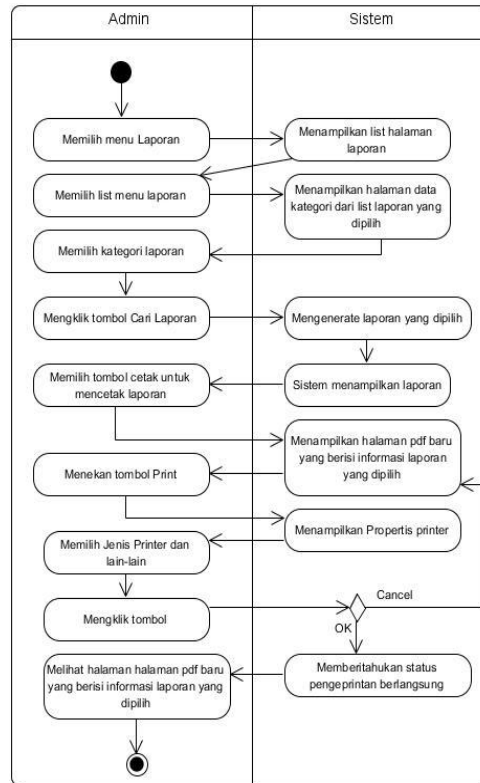 Admin
Sistem
Memilih menu Laporan
Menampilkan list halaman
laporan
Memilih list menu laporan
Menampilkan halaman data
kategori dari list laporan yang
dipilih
Memilih kategori laporan
Mengklik tombol Cari Laporan
Mengenerate laporan yang dipilih
Memilih tombol cetak untuk
mencetak laporan
Sistem menampilkan laporan
Menampilkan halaman pdf baru
yang berisi informasi laporan
yang dipilih
Menekan tombol Print
Menampilkan Propertis printer
Memilih Jenis Printer dan
lain-lain
Mengklik tombol
Cancel
OK
Memberitahukan status
pengeprintan berlangsung
Melihat halaman halaman pdf baru
yang berisi informasi laporan yang
dipilih